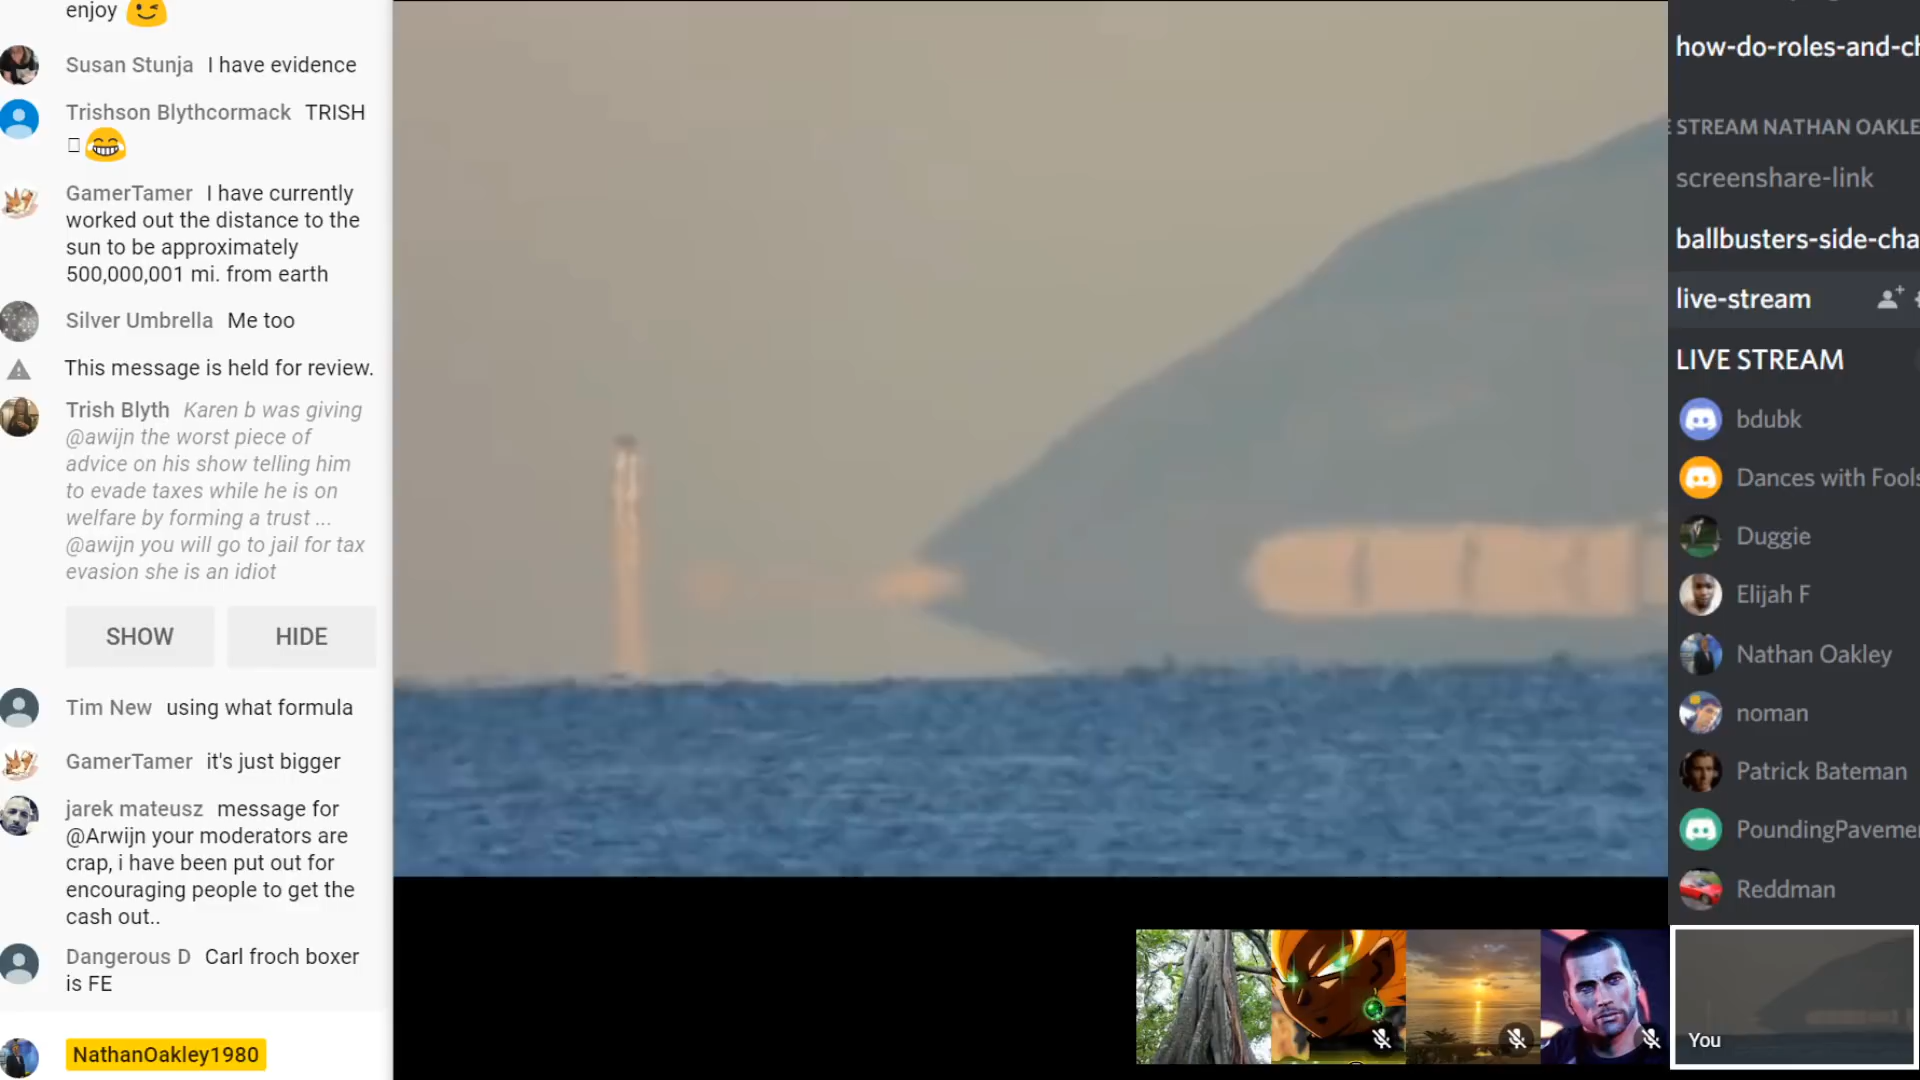 enjoy
Susan Stunja I have evidence
Trishson Blythcormack TRISH
GamerTamer I have currently
worked out the distance to the
sun to be approximately
500,000,001 mi. from earth
Silver Umbrella Me too
This message is held for review.
Trish Blyth Karen b was giving
@awijn the worst piece of
advice on his show telling him
to evade taxes while he is on
welfare by forming a trust ...
@awijn you will go to jail for tax
evasion she is an idiot
SHOW HIDE
Tim New using what formula
GamerTamer it's just bigger
jarek mateusz message for
@Arwijn your moderators are
crap, i have been put out for
encouraging people to get the
cash out..
Dangerous D Carl froch boxer
is FE
NathanOakley1980
how-do-roles-and-ch
STREAM NATHAN OAKLE
screenshare-link
ballbusters-side-cha
live-stream
LIVE STREAM
bdubk
Dances with Fools
Duggie
Elijah F
Nathan Oakley
noman
Patrick Bateman
PoundingPavemen
Reddman
You